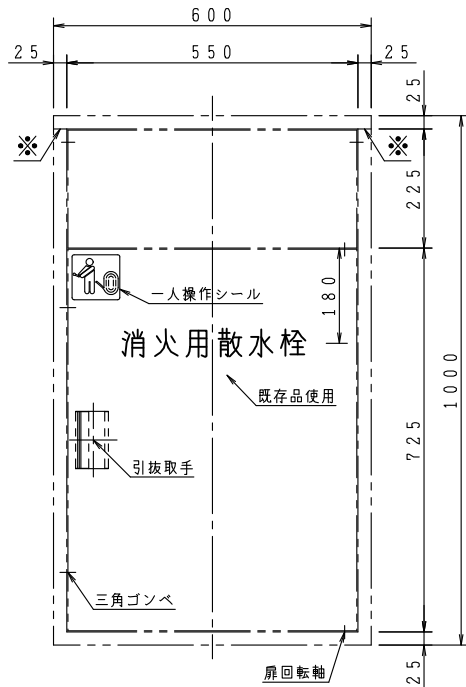 600
25
550
25
25
※
※
225
一人操作シール
180
消火用散水栓
既存品使用
1000
725
引抜取手
三角ゴンベ
扉回転軸
25